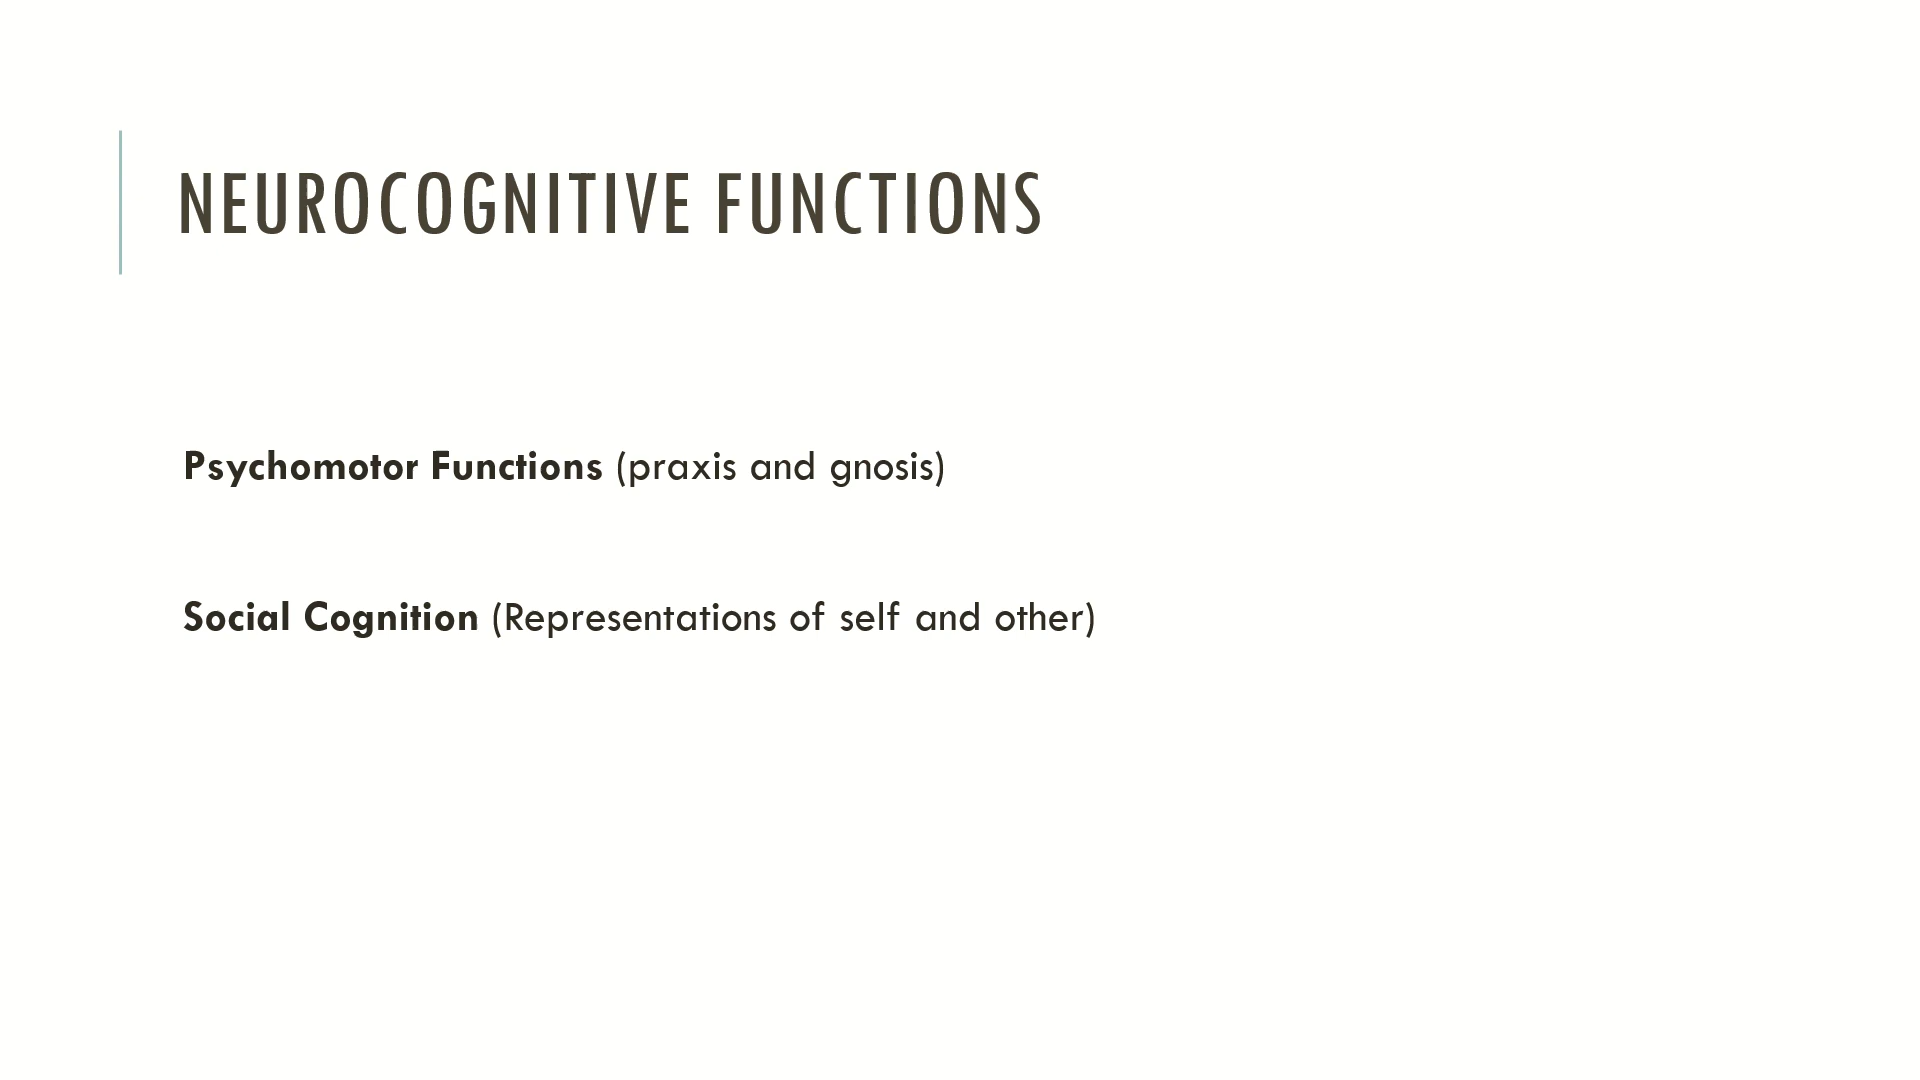 NEUROCOGNITIVE FUNCTIONS
Psychomotor Functions (praxis and gnosis)
Social Cognition (Representations of self and other)